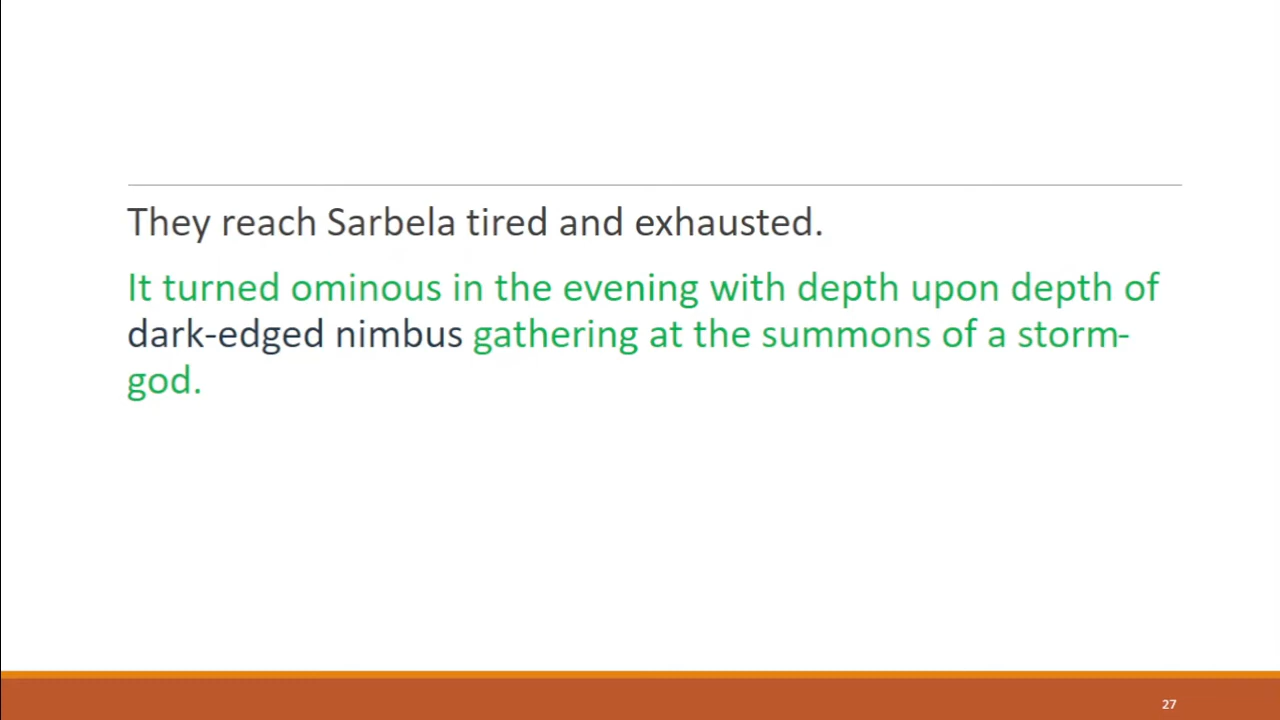 They reach Sarbela tired and exhausted.
It turned ominous in the evening with depth upon depth of
dark-edged nimbus gathering at the summons of a storm-
god.
27